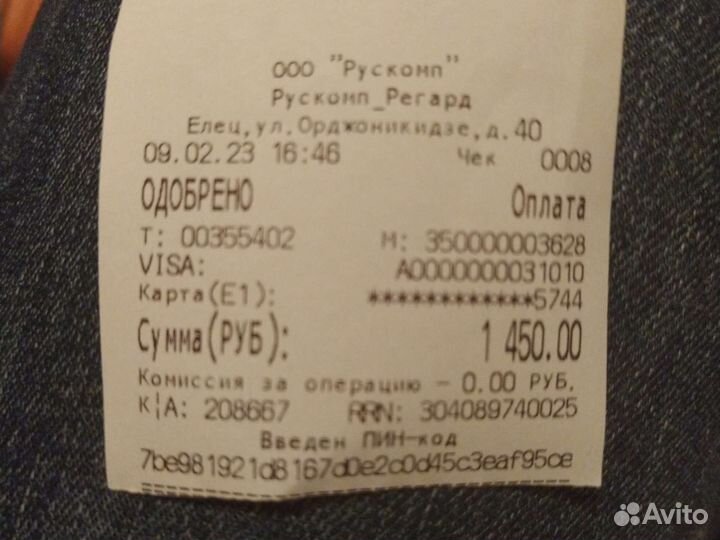 ООО "Рускомп"
Рускомп_Регард
Елец,ул.Орджоникидзе,д.40
09.02.23 16:46 Чек 0008
ОДОБРЕНО Оплата
Т: 00355402 М: 350000003628
VISA: A0000000031010
Карта(E1): ************5744
Сумма(РУБ): 1 450.00
Комиссия за операцию – 0.00 РУБ.
К|А: 208667 RRN: 304089740025
Введен ПИН-код
7be981921d8167d0e2c0d45c3eaf95ce
Avito